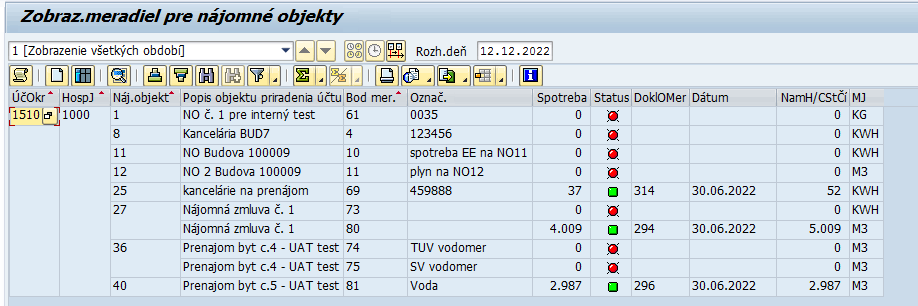 Zobraz.meradiel pre nájomné objekty
1 [Zobrazenie všetkých období] Rozh.deň 12.12.2022
ÚčOkr HospJ Náj.objekt Popis objektu priradenia účtu Bod mer. Označ. Spotreba Status DoklOMer Dátum NamH/CStČí MJ
1510 1000 1 NO č. 1 pre interný test 61 0035 0 0 KG
8 Kancelária BUD7 4 123456 0 0 KWH
11 NO Budova 100009 10 spotreba EE na NO11 0 0 KWH
12 NO 2 Budova 100009 11 plyn na NO12 0 0 M3
25 kancelárie na prenájom 69 459888 37 314 30.06.2022 52 KWH
27 Nájomná zmluva č. 1 73 0 0 KWH
Nájomná zmluva č. 1 80 4.009 294 30.06.2022 5.009 M3
36 Prenajom byt c.4 - UAT test 74 TUV vodomer 0 0 M3
Prenajom byt c.4 - UAT test 75 SV vodomer 0 0 M3
40 Prenajom byt c.5 - UAT test 81 Voda 2.987 296 30.06.2022 2.987 M3